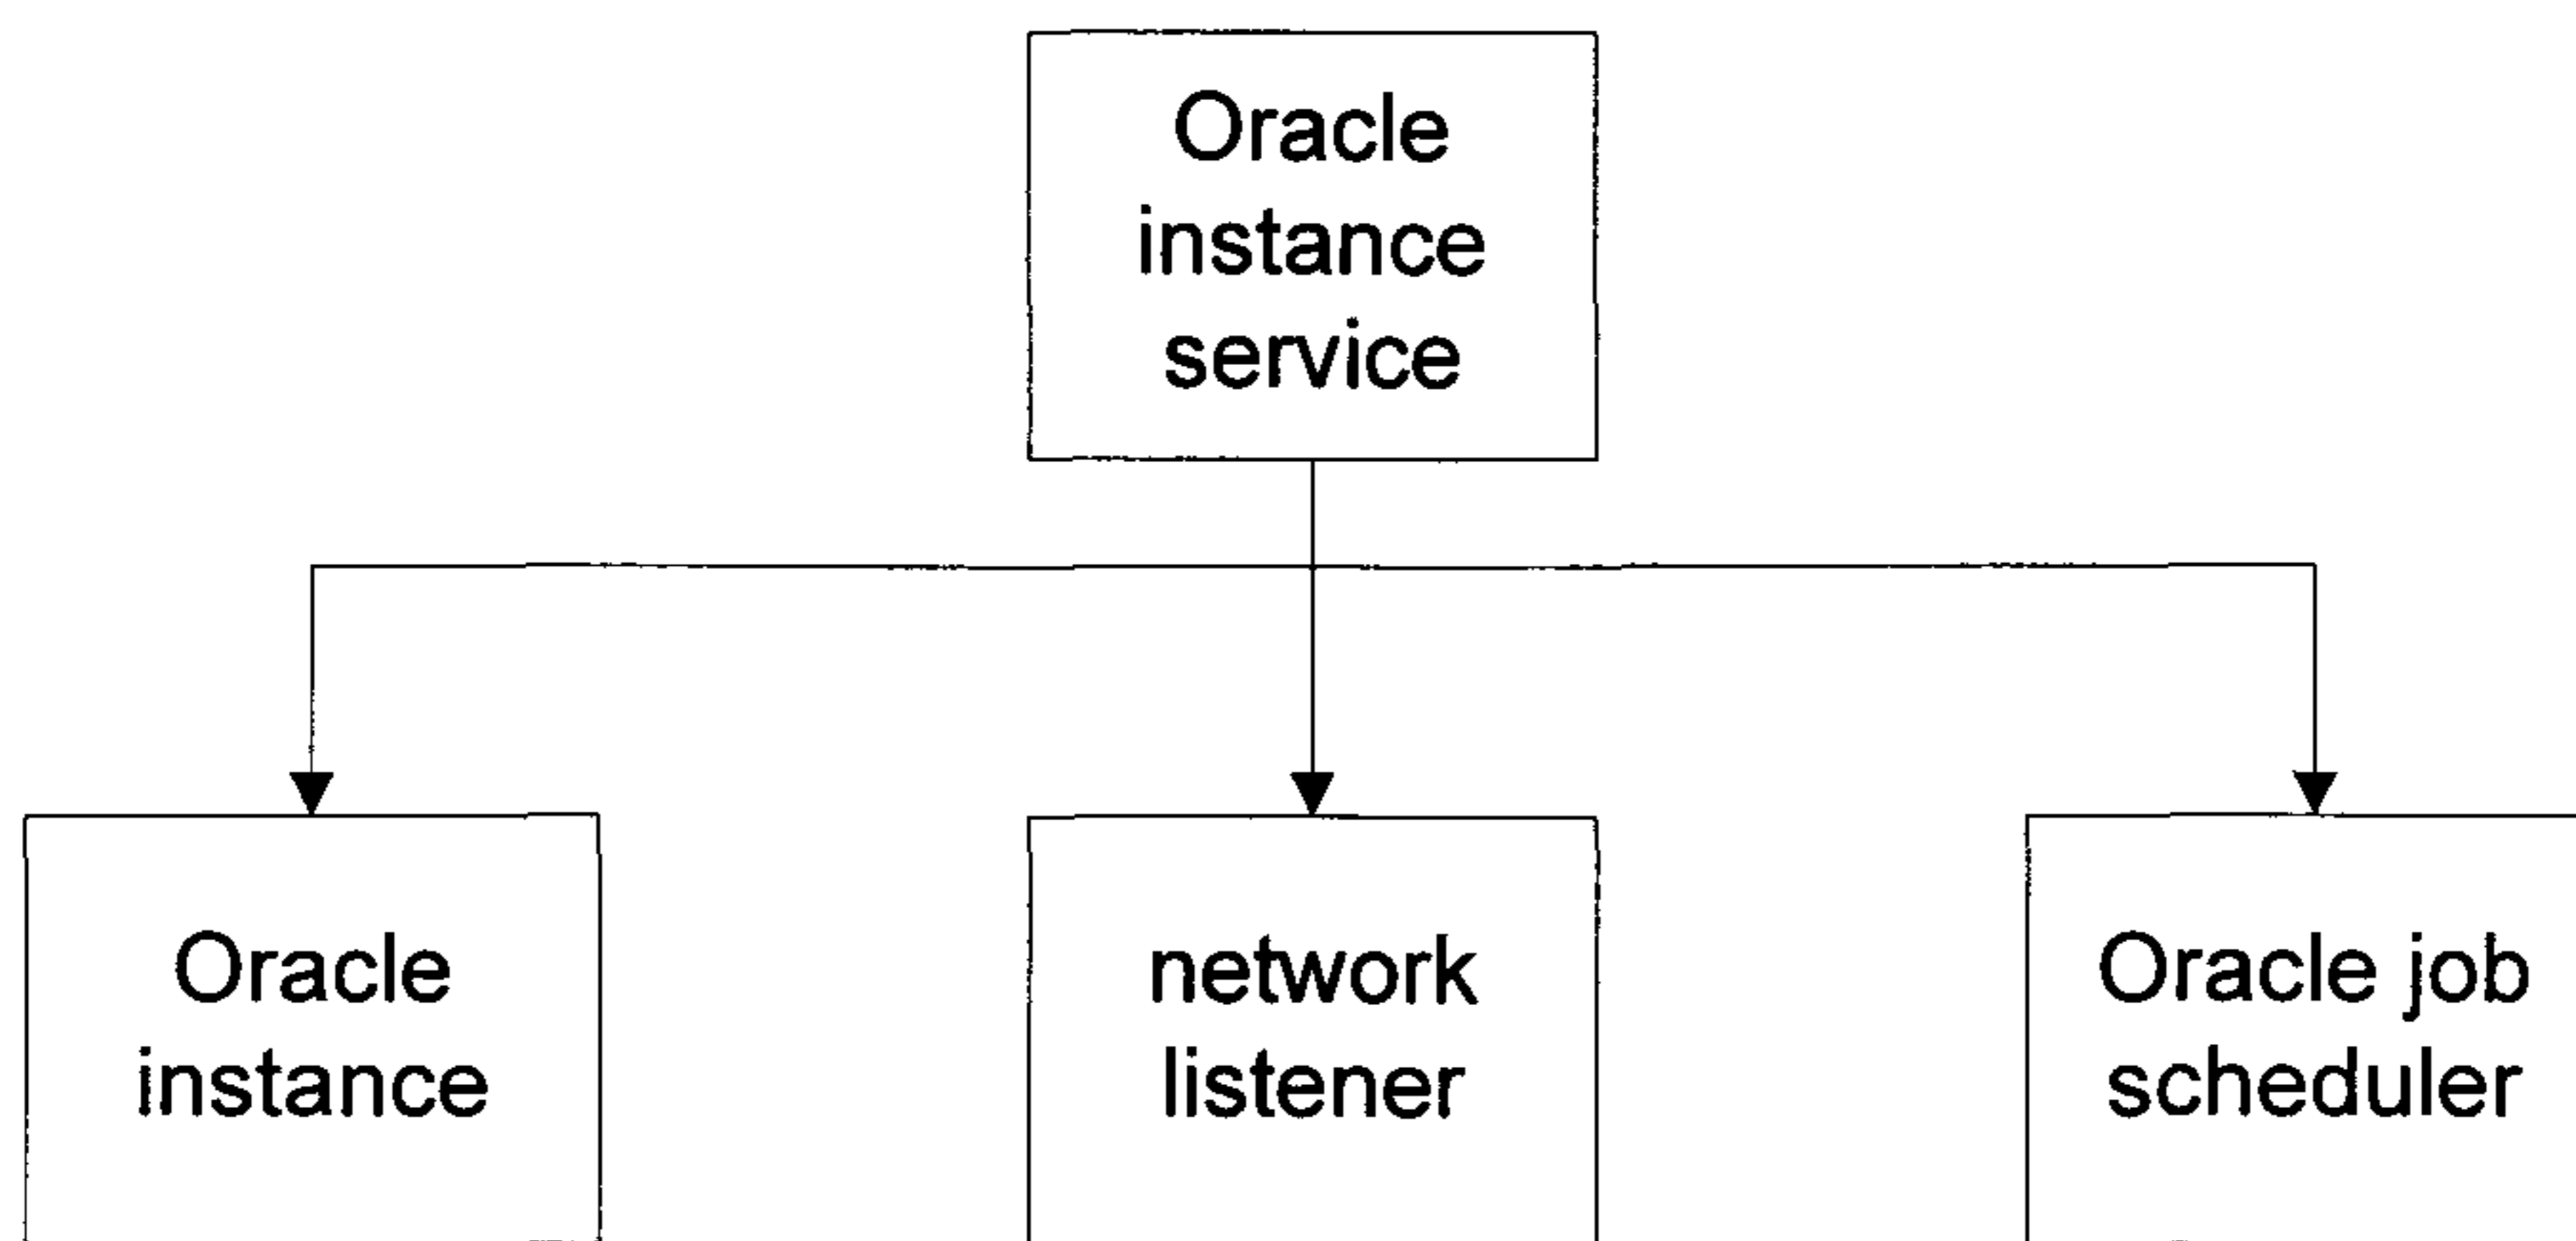 Oracle
instance
service
Oracle
instance
network
listener
Oracle job
scheduler